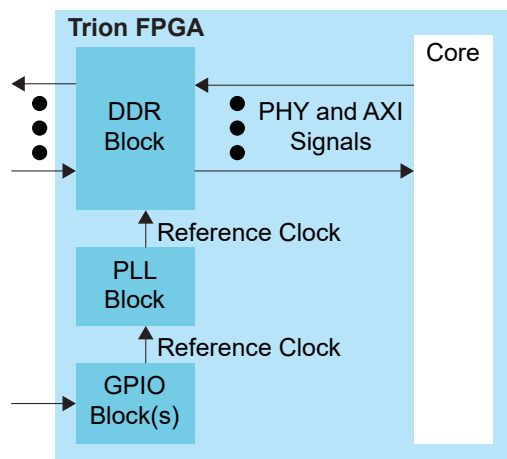 Trion FPGA
Core
DDR
Block
PHY and AXI
Signals
Reference Clock
PLL
Block
Reference Clock
GPIO
Block(s)